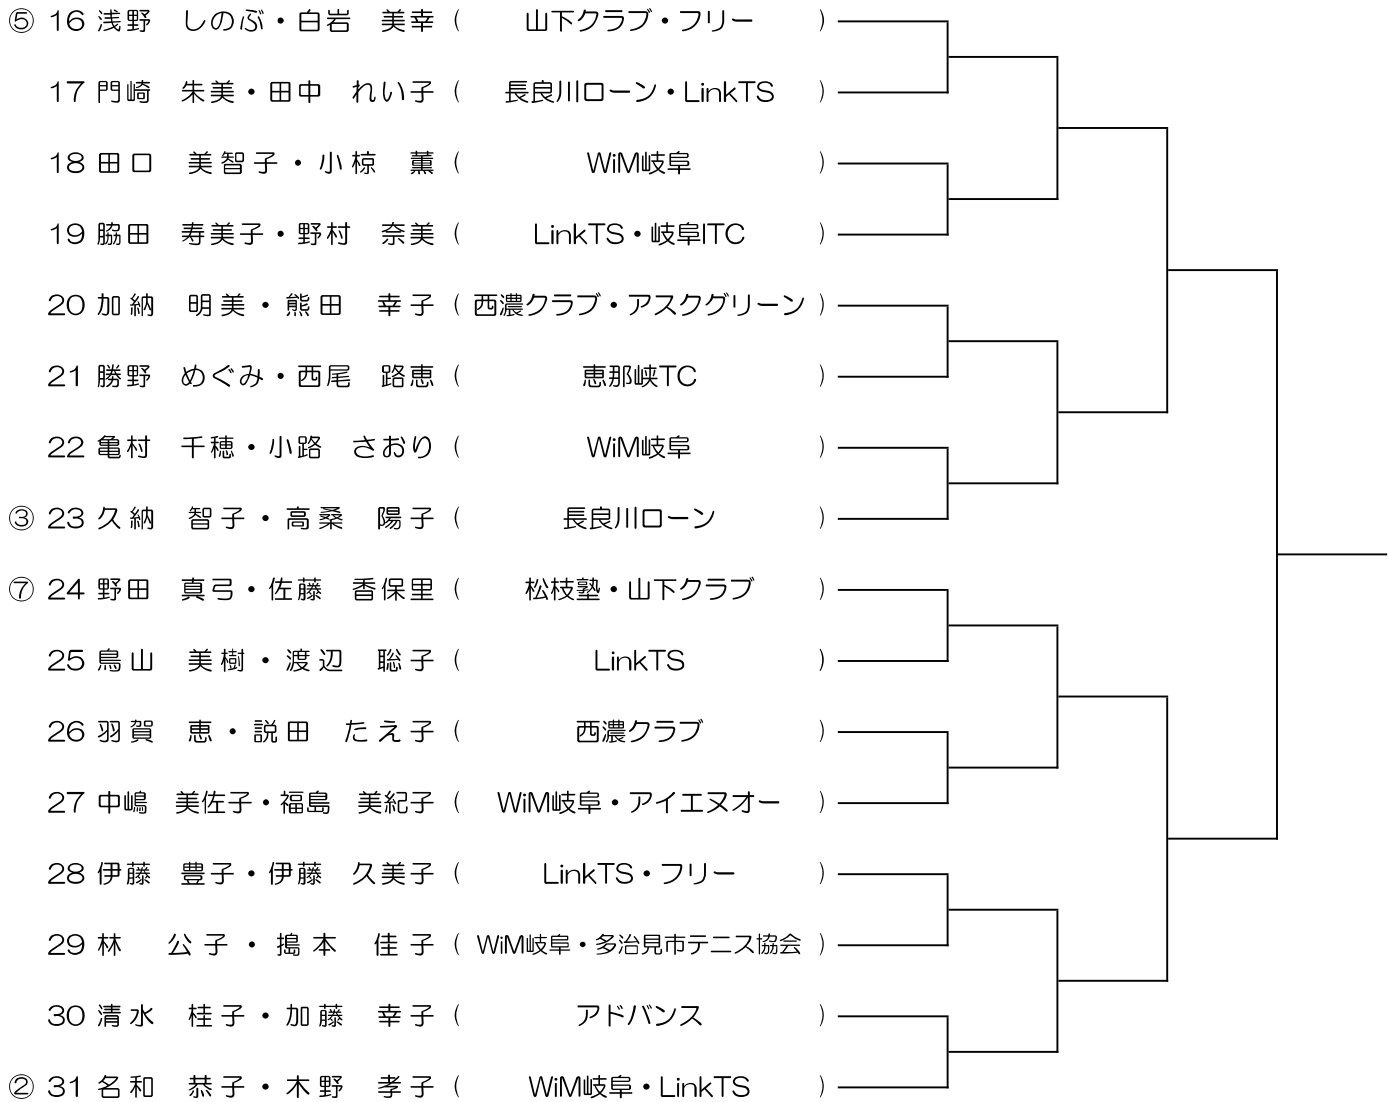 ⑤ 16 浅野　しのぶ・白岩　美幸 (　山下クラブ・フリー　)
17 門崎　朱美・田中　れい子 (　長良川ローン・LinkTS　)
18 田口　美智子・小椋　薫 (　WiM岐阜　)
19 脇田　寿美子・野村　奈美 (　LinkTS・岐阜ITC　)
20 加納　明美・熊田　幸子 ( 西濃クラブ・アスクグリーン )
21 勝野　めぐみ・西尾　路恵 (　恵那峡TC　)
22 亀村　千穂・小路　さおり (　WiM岐阜　)
③ 23 久納　智子・高桑　陽子 (　長良川ローン　)
⑦ 24 野田　真弓・佐藤　香保里 (　松枝塾・山下クラブ　)
25 鳥山　美樹・渡辺　聡子 (　LinkTS　)
26 羽賀　恵・説田　たえ子 (　西濃クラブ　)
27 中嶋　美佐子・福島　美紀子 (　WiM岐阜・アイエヌオー　)
28 伊藤　豊子・伊藤　久美子 (　LinkTS・フリー　)
29 林　公子・搗本　佳子 ( WiM岐阜・多治見市テニス協会 )
30 清水　桂子・加藤　幸子 (　アドバンス　)
② 31 名和　恭子・木野　孝子 (　WiM岐阜・LinkTS　)